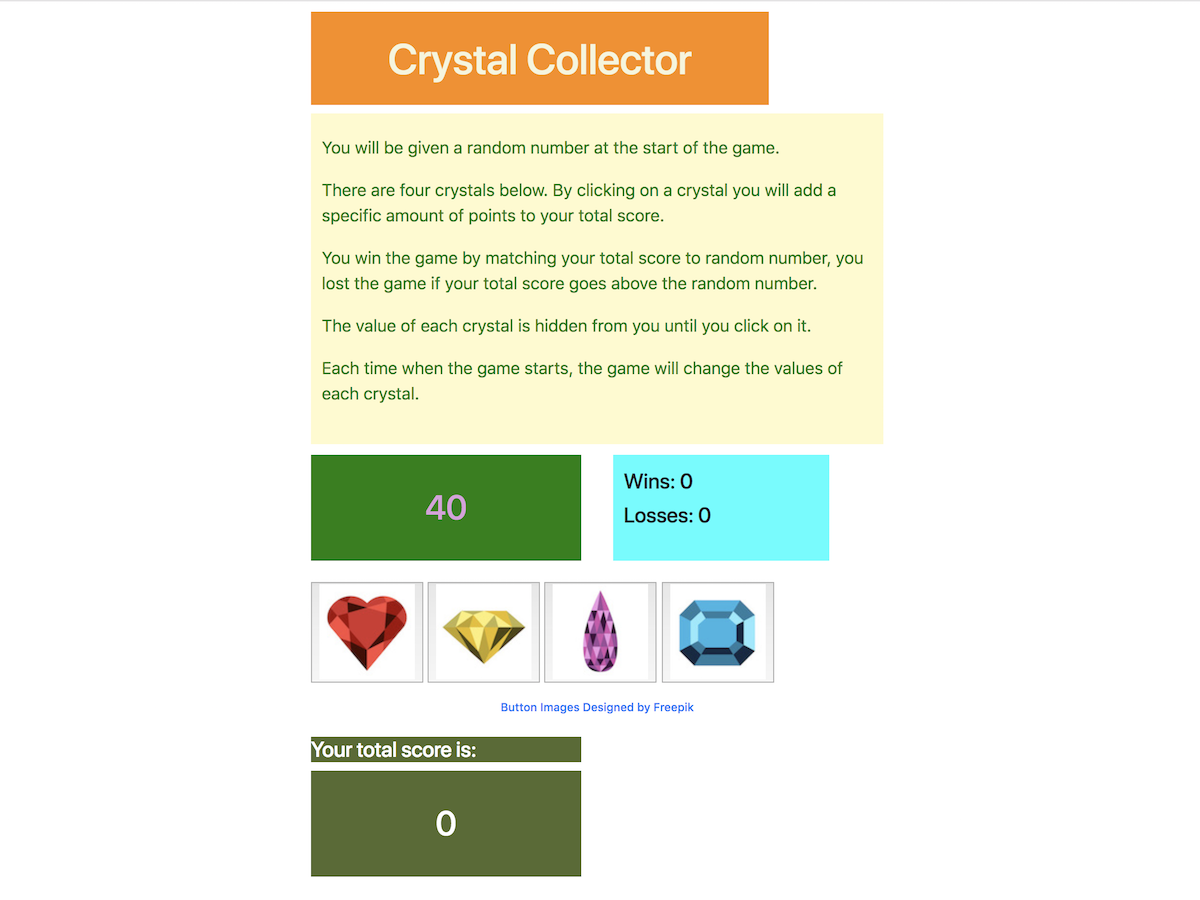 Crystal Collector
You will be given a random number at the start of the game.
There are four crystals below. By clicking on a crystal you will add a
specific amount of points to your total score.
You win the game by matching your total score to random number, you
lost the game if your total score goes above the random number.
The value of each crystal is hidden from you until you click on it.
Each time when the game starts, the game will change the values of
each crystal.
40
Wins: 0
Losses: 0
Button Images Designed by Freepik
Your total score is:
0